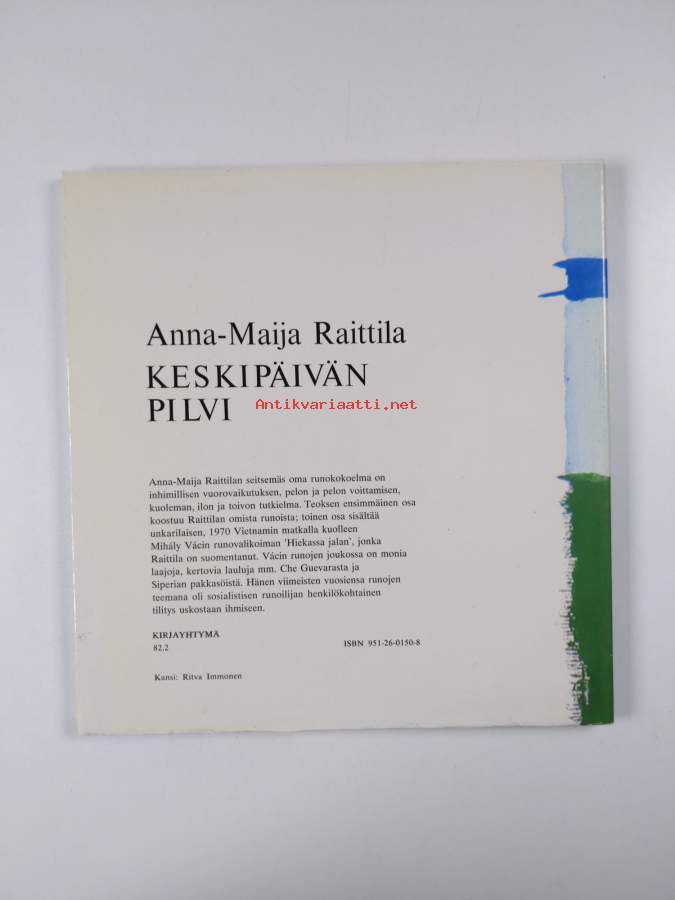 Anna-Maija Raittila
KESKIPÄIVÄN
PILVI
Antikvariaatti.net
Anna-Maija Raittilan seitsemäs oma runokokoelma on
inhimillisen vuorovaikutuksen, pelon ja pelon voittamisen,
kuoleman, ilon ja toivon tutkielma. Teoksen ensimmäinen osa
koostuu Raittilan omista runoista; toinen osa sisältää
unkarilaisen, 1970 Vietnamin matkalla kuolleen
Mihály Vácin runovalikoiman 'Hiekassa jalan', jonka
Raittila on suomentanut. Vácin runojen joukossa on monia
laajoja, kertovia lauluja mm. Che Guevarasta ja
Siperian pakkasöistä. Hänen viimeisten vuosiensa runojen
teemana oli sosialistisen runoilijan henkilökohtainen
tilitys uskostaan ihmiseen.
KIRJAYHTYMÄ
82.2
ISBN 951-26-0150-8
Kansi: Ritva Immonen